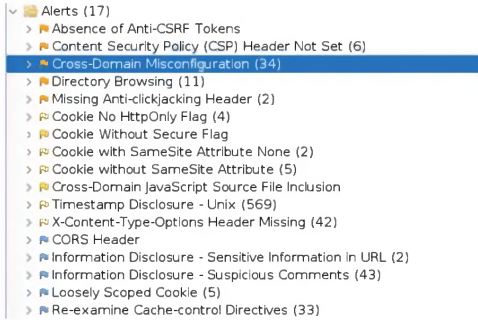 Alerts (17)
Absence of Anti-CSRF Tokens
Content Security Policy (CSP) Header Not Set (6)
Cross-Domain Misconfiguration (34)
Directory Browsing (11)
Missing Anti-clickjacking Header (2)
Cookie No HttpOnly Flag (4)
Cookie Without Secure Flag
Cookie with SameSite Attribute None (2)
Cookie without SameSite Attribute (5)
Cross-Domain JavaScript Source File Inclusion
Timestamp Disclosure - Unix (569)
X-Content-Type-Options Header Missing (42)
CORS Header
Information Disclosure - Sensitive Information in URL (2)
Information Disclosure - Suspicious Comments (43)
Loosely Scoped Cookie (5)
Re-examine Cache-control Directives (33)